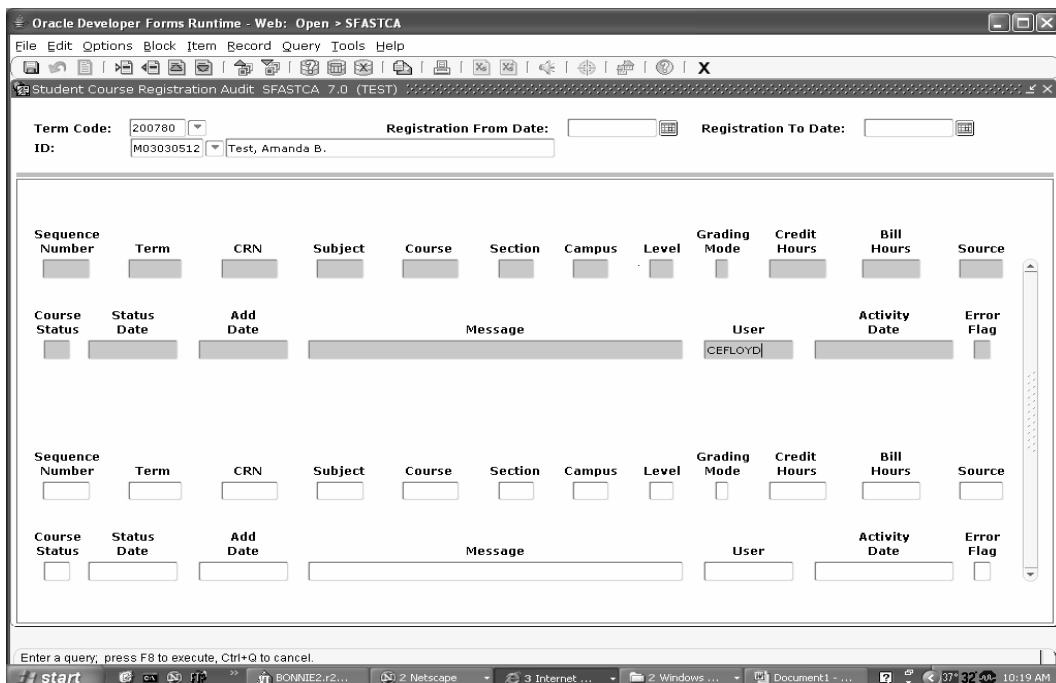 Oracle Developer Forms Runtime - Web: Open > SFASTCA
File Edit Options Block Item Record Query Tools Help
X
Student Course Registration Audit SFASTCA 7.0 (TEST)
Term Code: 200780 Registration From Date: Registration To Date:
ID: M03030512 Test, Amanda B.
Sequence Number Term CRN Subject Course Section Campus Level Grading Mode Credit Hours Bill Hours Source
Course Status Status Date Add Date Message User Activity Date Error Flag
CEFLOYD
Sequence Number Term CRN Subject Course Section Campus Level Grading Mode Credit Hours Bill Hours Source
Course Status Status Date Add Date Message User Activity Date Error Flag
Enter a query; press F8 to execute, Ctrl+Q to cancel.
start BONNIE2.r2... 2 Netscape 3 Internet ... 2 Windows ... Document1 - ... 37° 10:19 AM